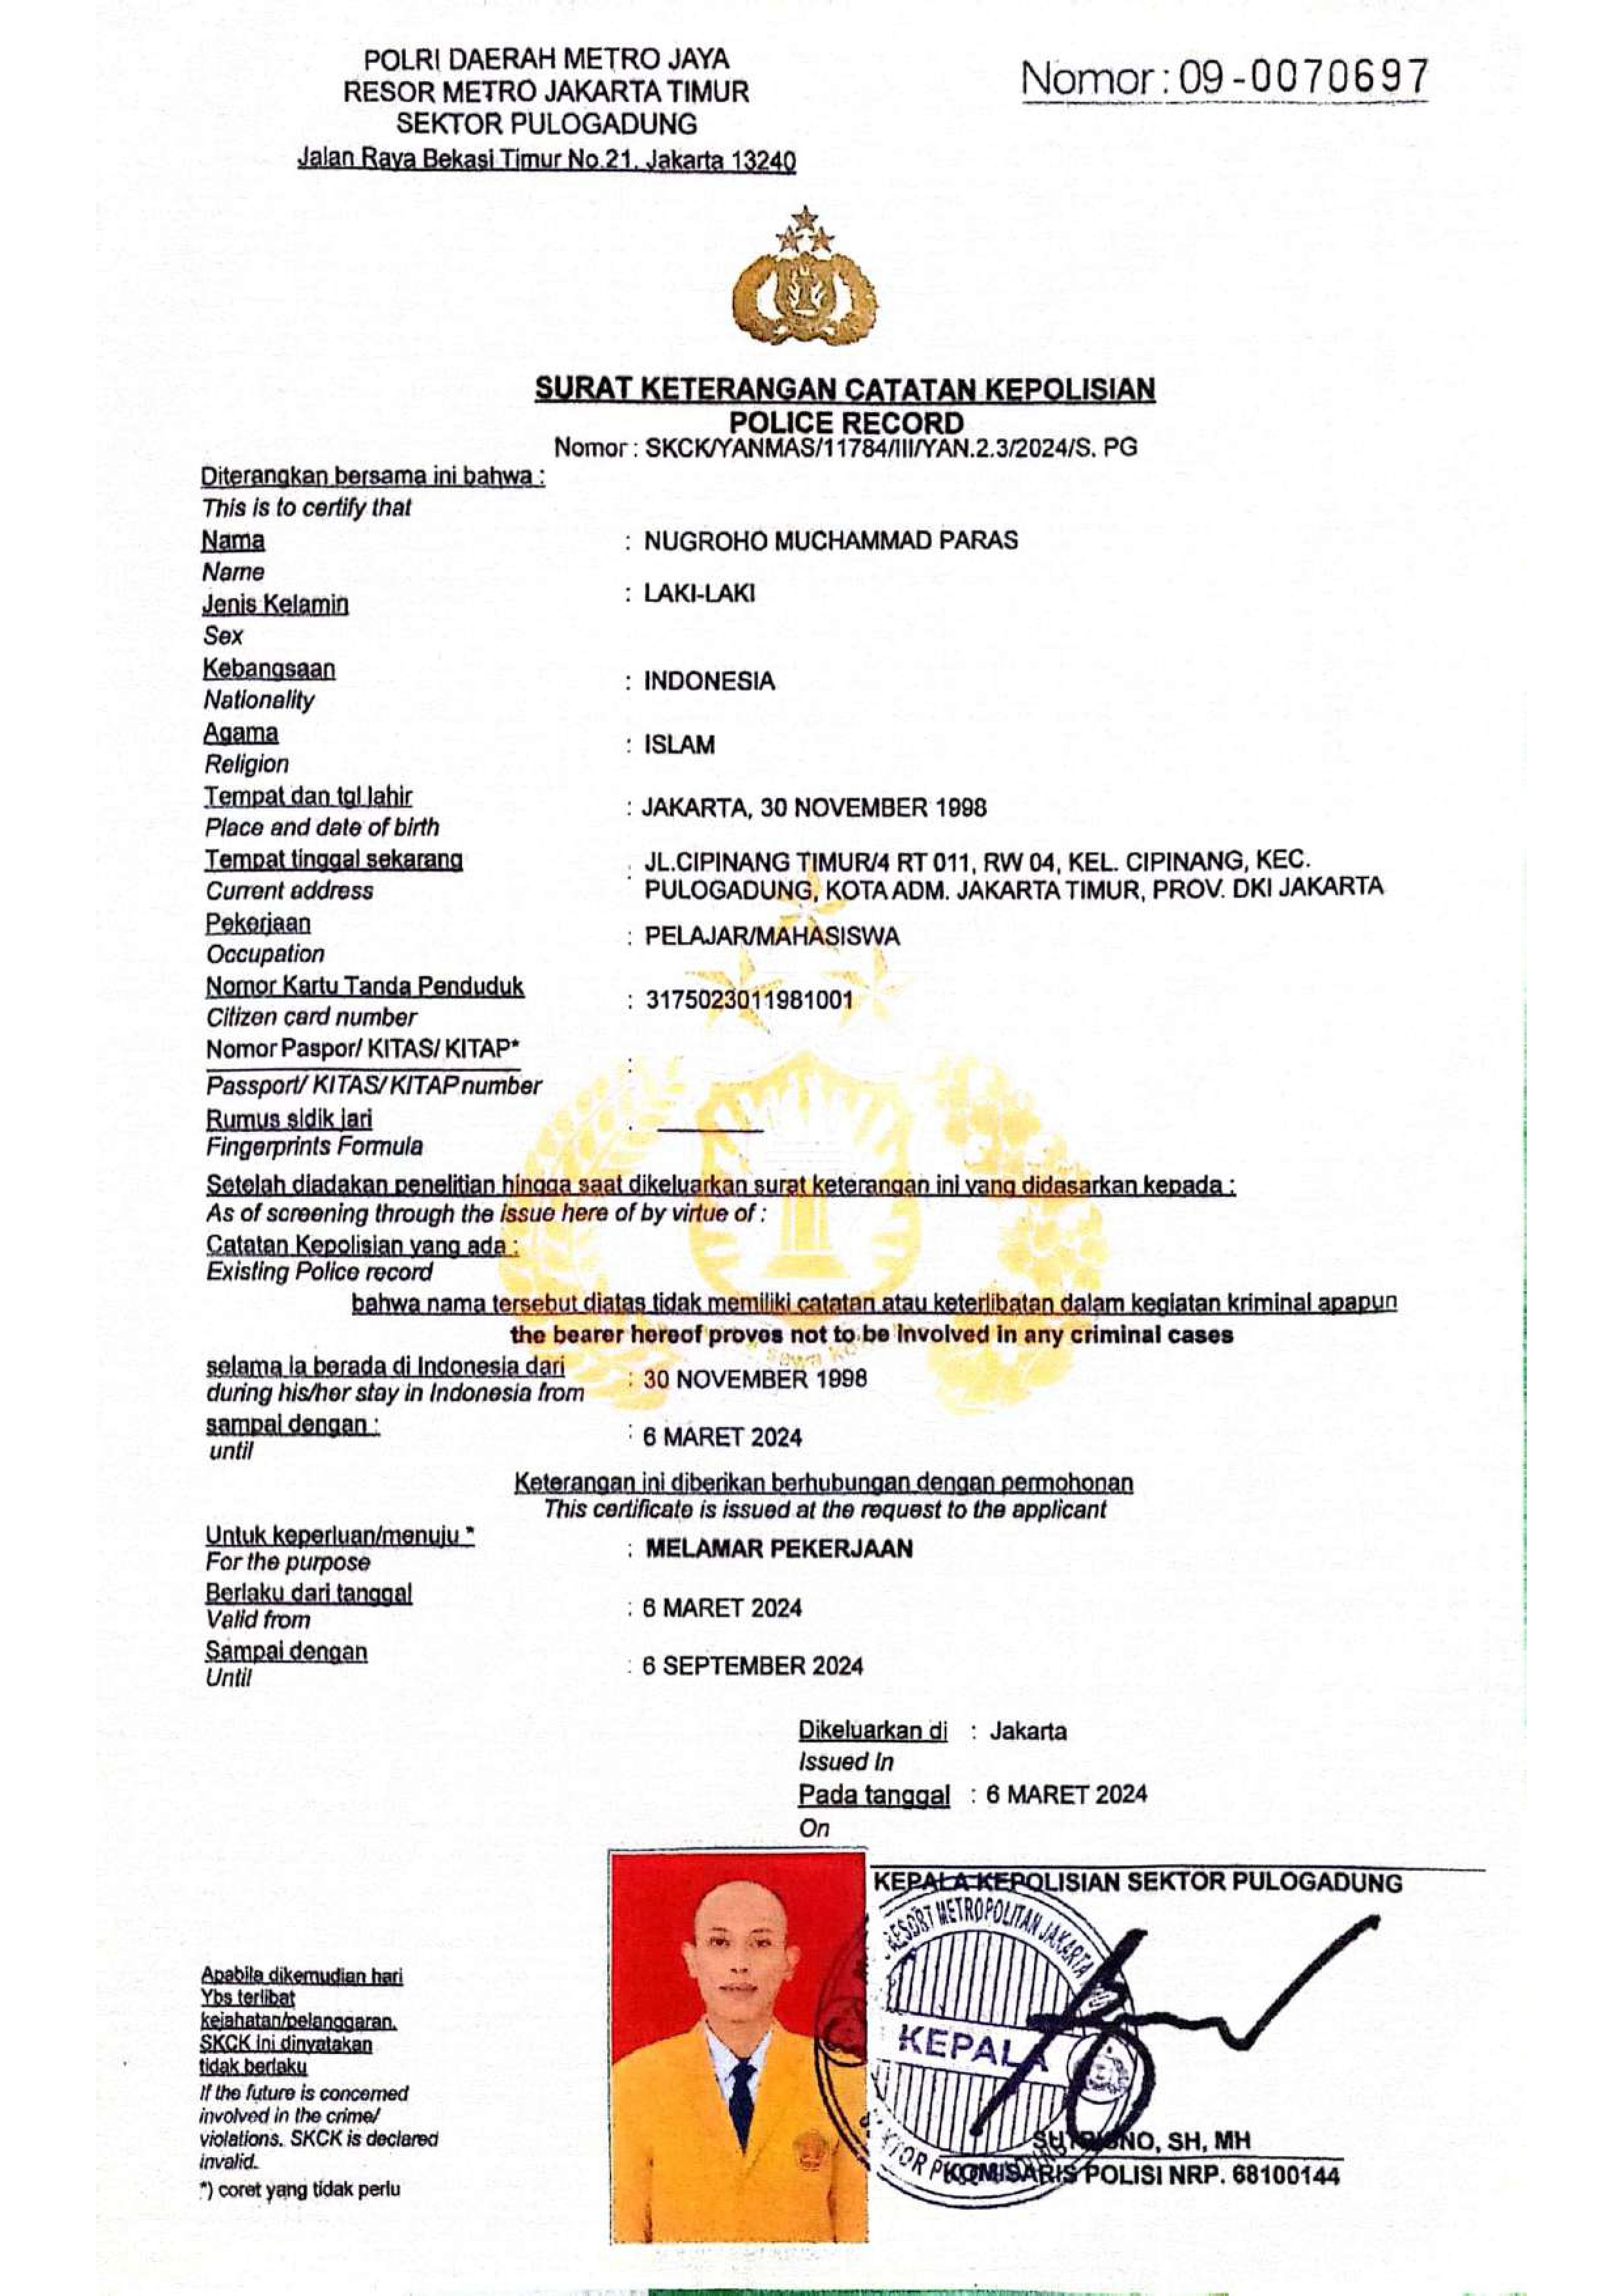 POLRI DAERAH METRO JAYA
RESOR METRO JAKARTA TIMUR
SEKTOR PULOGADUNG
Jalan Raya Bekasi Timur No.21. Jakarta 13240
Nomor : 09-0070697
SURAT KETERANGAN CATATAN KEPOLISIAN
POLICE RECORD
Nomor : SKCK/YANMAS/11784/III/YAN.2.3/2024/S. PG
Diterangkan bersama ini bahwa :
This is to certify that
Nama : NUGROHO MUCHAMMAD PARAS
Name
Jenis Kelamin : LAKI-LAKI
Sex
Kebangsaan : INDONESIA
Nationality
Agama : ISLAM
Religion
Tempat dan tgl lahir : JAKARTA, 30 NOVEMBER 1998
Place and date of birth
Tempat tinggal sekarang : JL.CIPINANG TIMUR/4 RT 011, RW 04, KEL. CIPINANG, KEC.
Current address PULOGADUNG, KOTA ADM. JAKARTA TIMUR, PROV. DKI JAKARTA
Pekerjaan : PELAJAR/MAHASISWA
Occupation
Nomor Kartu Tanda Penduduk : 3175023011981001
Citizen card number
Nomor Paspor/ KITAS/ KITAP* :
Passport/ KITAS/ KITAP number
Rumus sidik jari :
Fingerprints Formula
Setelah diadakan penelitian hingga saat dikeluarkan surat keterangan ini yang didasarkan kepada :
As of screening through the issue here of by virtue of :
Catatan Kepolisian yang ada :
Existing Police record
bahwa nama tersebut diatas tidak memiliki catatan atau keterlibatan dalam kegiatan kriminal apapun
the bearer hereof proves not to be involved in any criminal cases
selama ia berada di Indonesia dari : 30 NOVEMBER 1998
during his/her stay in Indonesia from
sampai dengan : : 6 MARET 2024
until
Keterangan ini diberikan berhubungan dengan permohonan
This certificate is issued at the request to the applicant
Untuk keperluan/menuju * : MELAMAR PEKERJAAN
For the purpose
Berlaku dari tanggal : 6 MARET 2024
Valid from
Sampai dengan : 6 SEPTEMBER 2024
Until
Dikeluarkan di : Jakarta
Issued In
Pada tanggal : 6 MARET 2024
On
KEPALA KEPOLISIAN SEKTOR PULOGADUNG
RESORT METROPOLITAN JAKARTA
KEPALA
SUTRISNO, SH, MH
KOMISARIS POLISI NRP. 68100144
Apabila dikemudian hari
Ybs terlibat
kejahatan/pelanggaran.
SKCK ini dinyatakan
tidak berlaku
If the future is concerned
involved in the crime/
violations. SKCK is declared
invalid.
*) coret yang tidak perlu